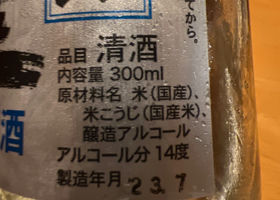 てから。
酒
品目 清酒
内容量 300ml
原材料名 米(国産)、
米こうじ(国産米)、
醸造アルコール
アルコール分 14度
製造年月 23.7